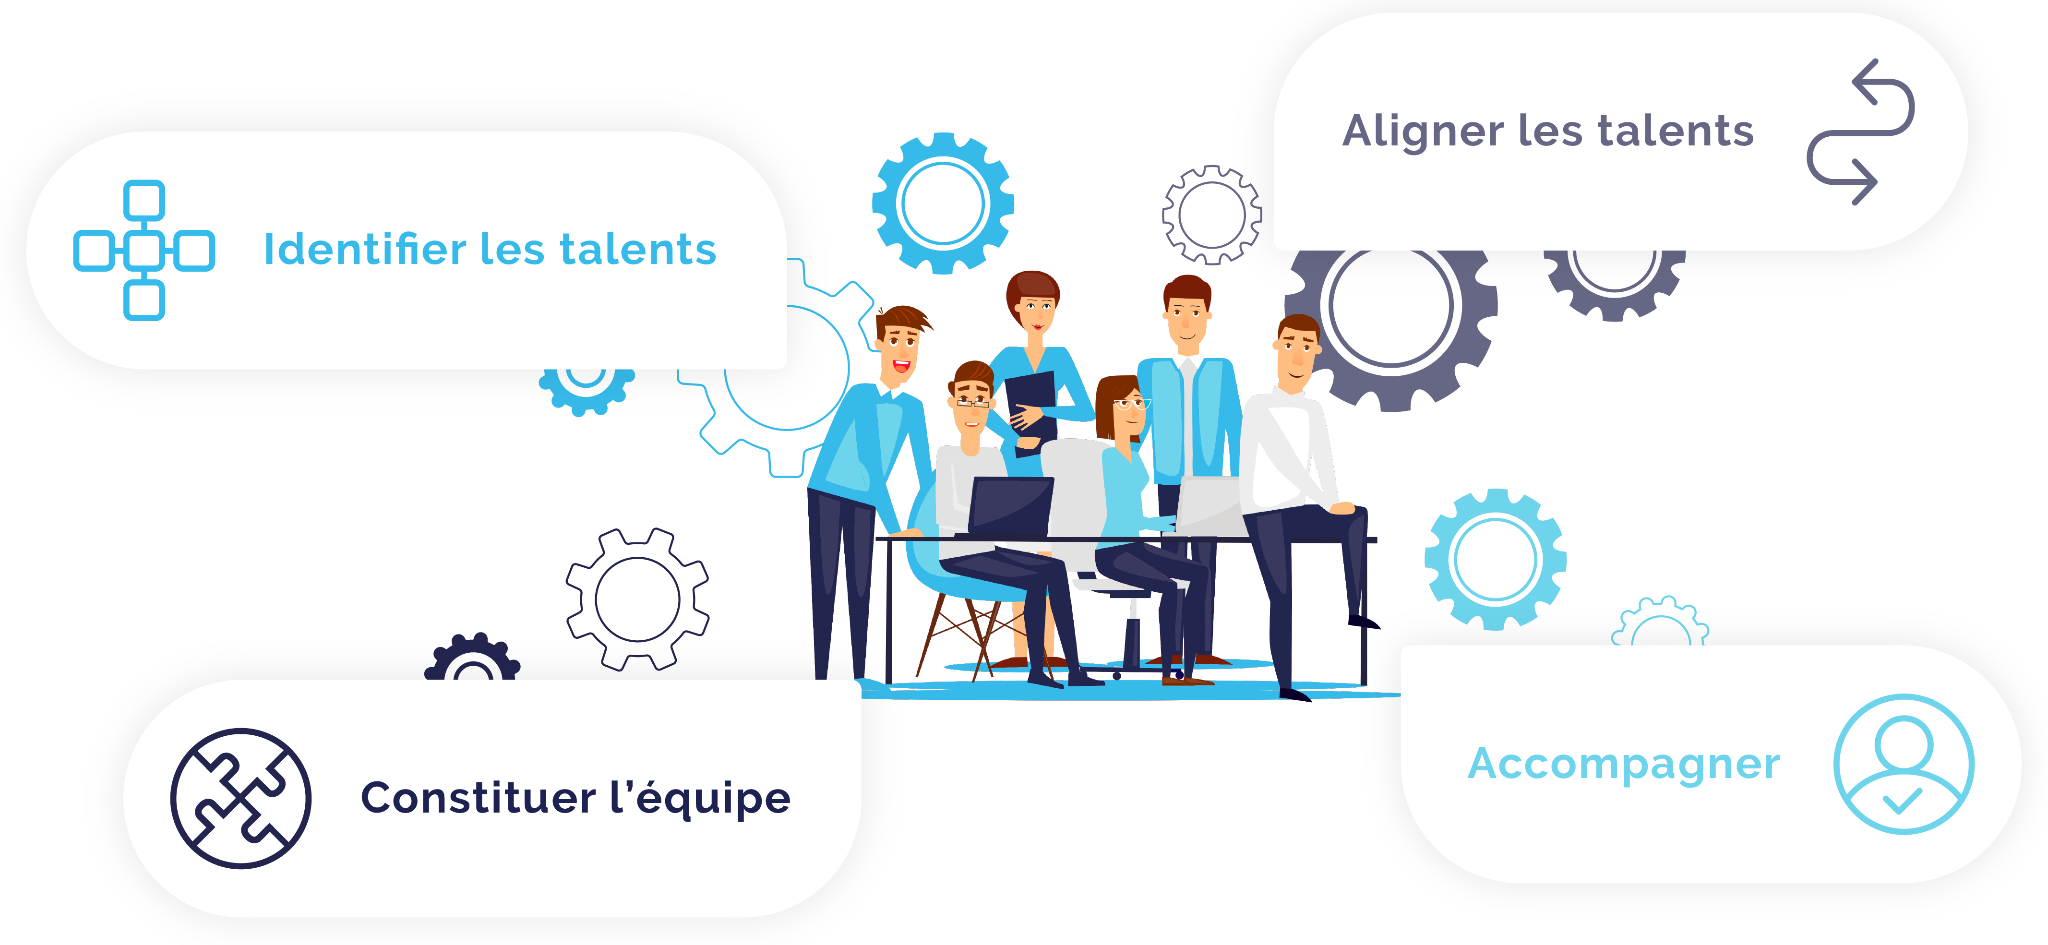 Identifier les talents
Aligner les talents
Constituer l’équipe
Accompagner